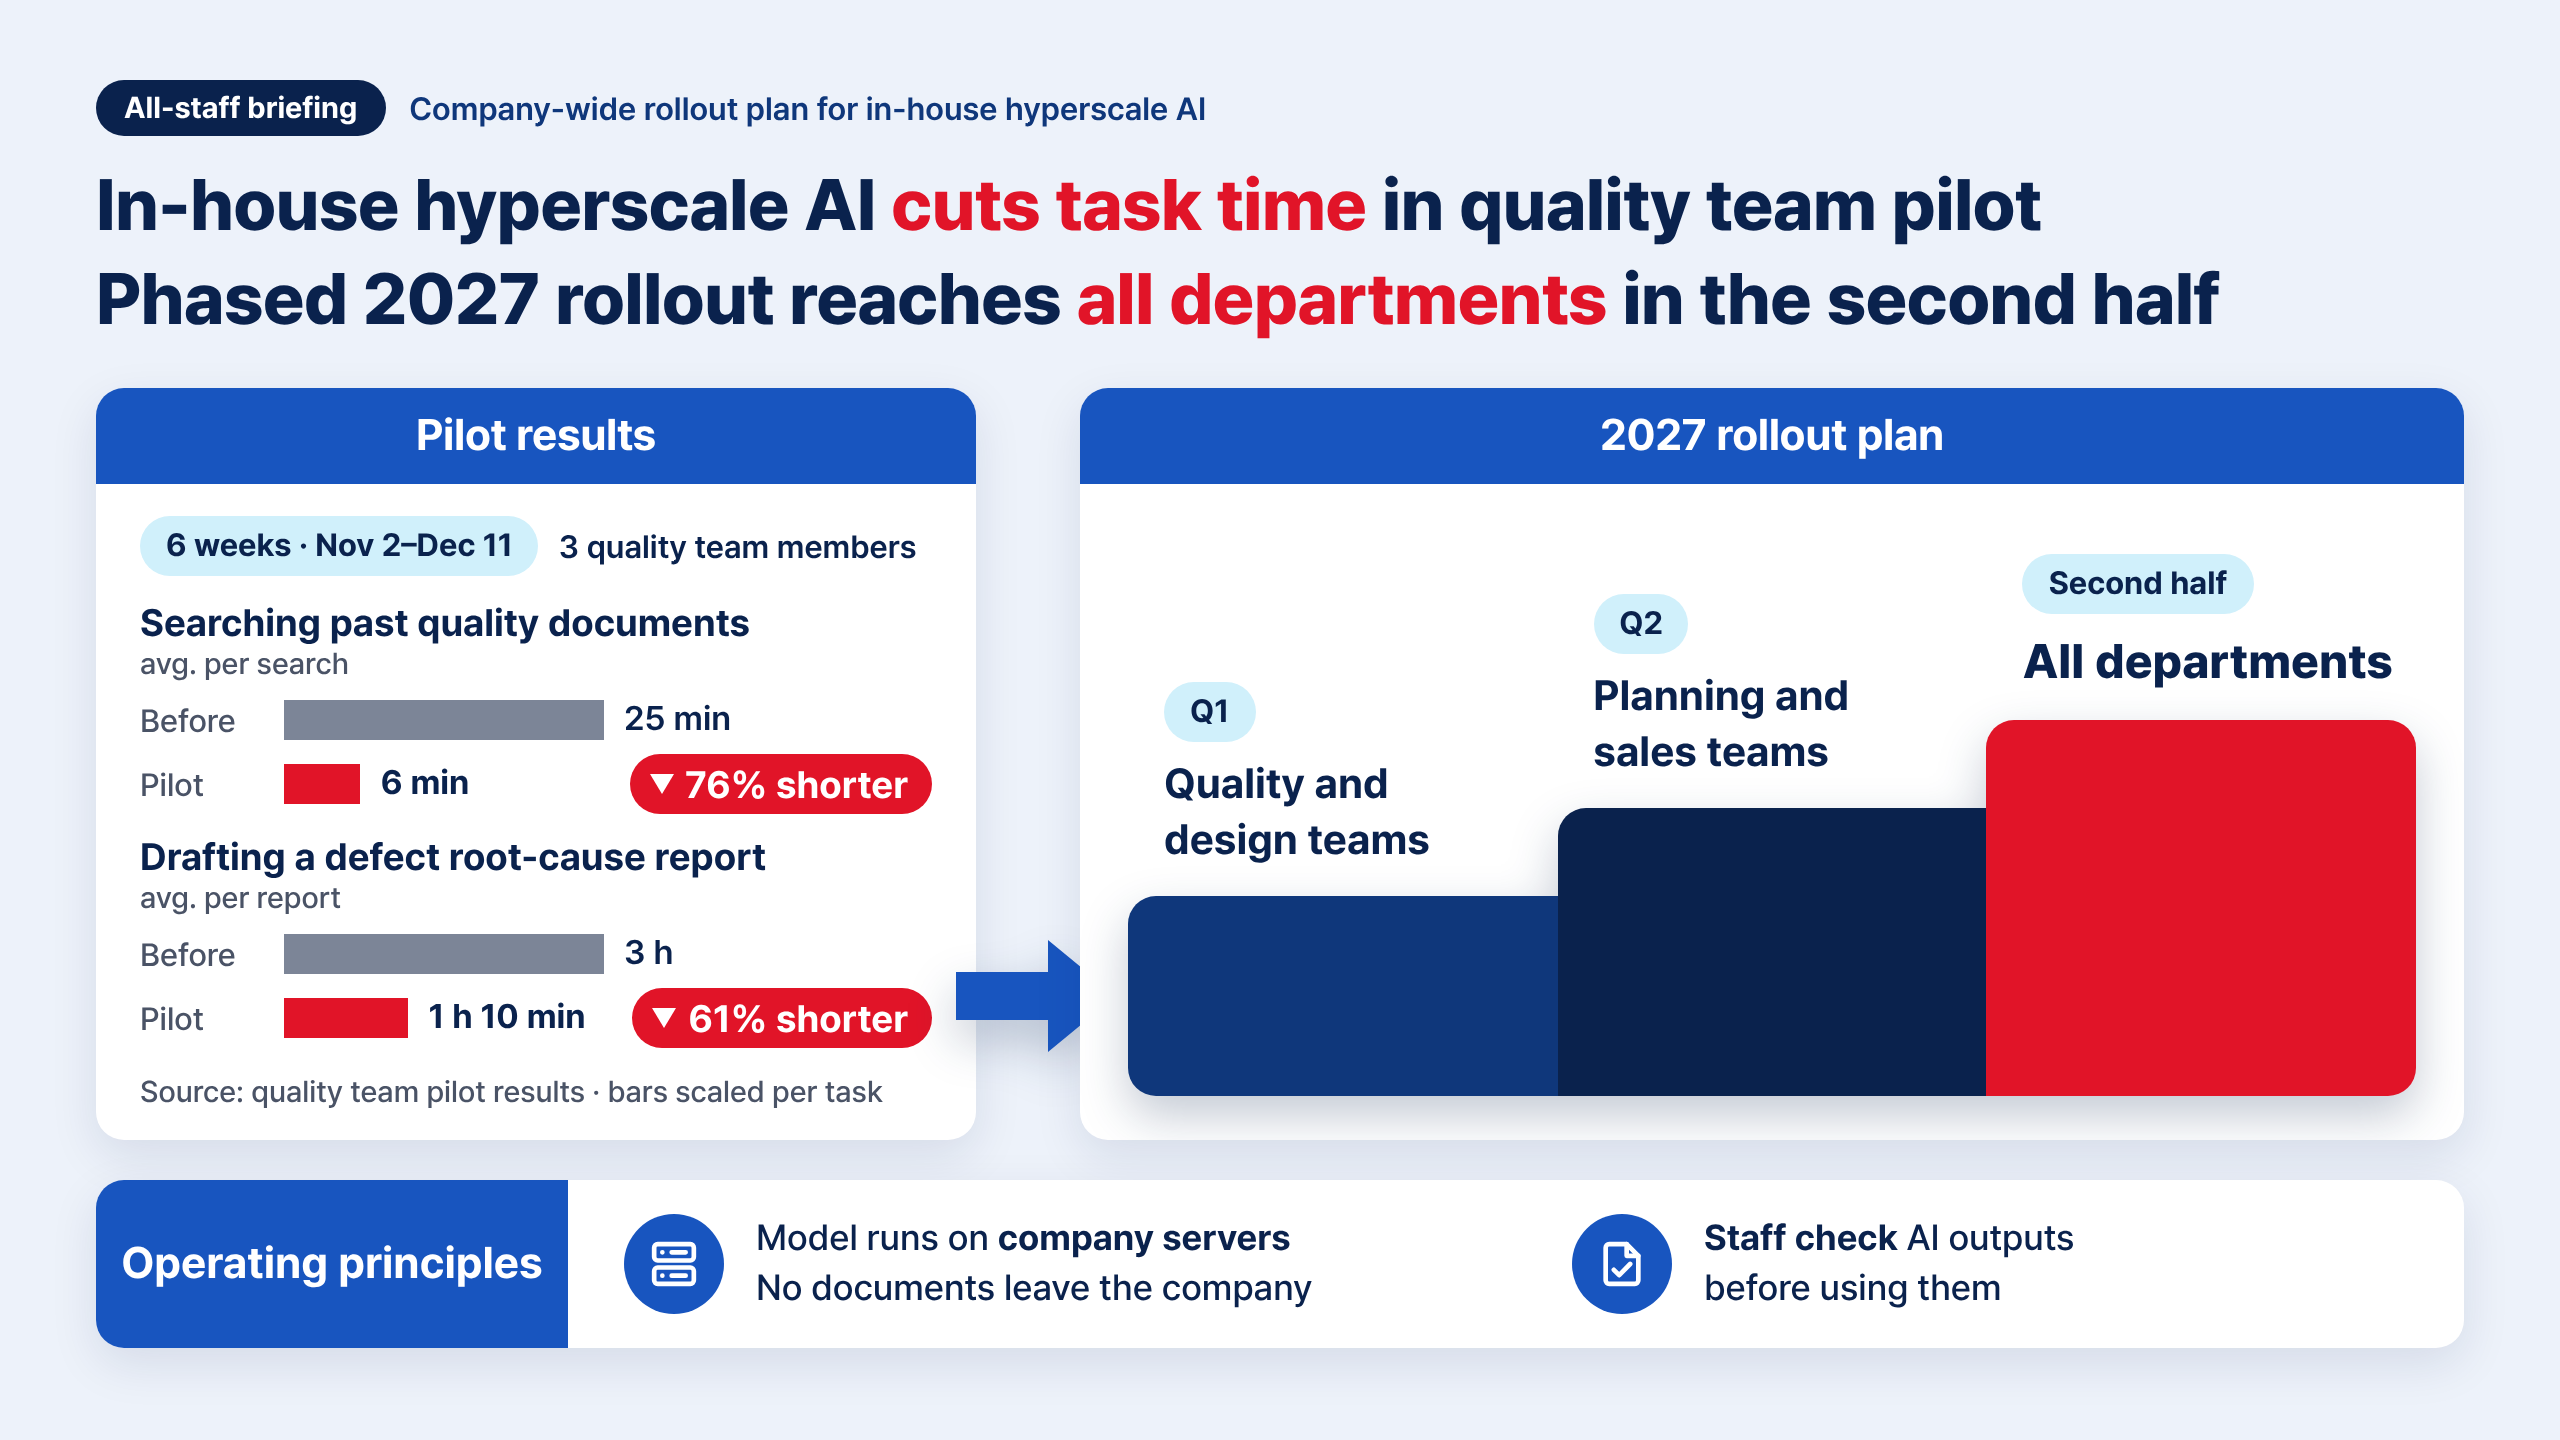 All-staff briefing
Company-wide rollout plan for in-house hyperscale AI
In-house hyperscale AI cuts task time in quality team pilot
Phased 2027 rollout reaches all departments in the second half
Pilot results
6 weeks · Nov 2–Dec 11
3 quality team members
Searching past quality documents
avg. per search
Before
25 min
Pilot
6 min
▼ 76% shorter
Drafting a defect root-cause report
avg. per report
Before
3 h
Pilot
1 h 10 min
▼ 61% shorter
Source: quality team pilot results · bars scaled per task
2027 rollout plan
Q1
Quality and
design teams
Q2
Planning and
sales teams
Second half
All departments
Operating principles
Model runs on company servers
No documents leave the company
Staff check AI outputs
before using them